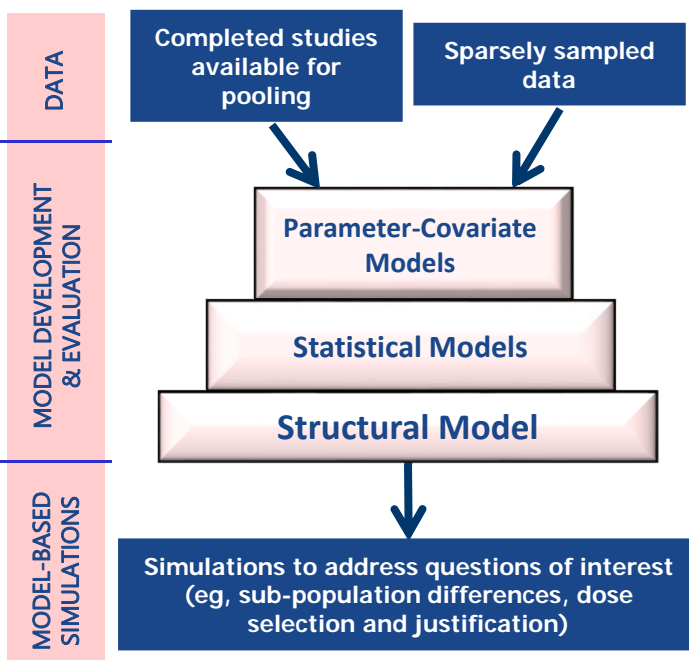 DATA
Completed studies
available for
pooling
Sparsely sampled
data
MODEL DEVELOPMENT
& EVALUATION
Parameter-Covariate
Models
Statistical Models
Structural Model
MODEL-BASED
SIMULATIONS
Simulations to address questions of interest
(eg, sub-population differences, dose
selection and justification)